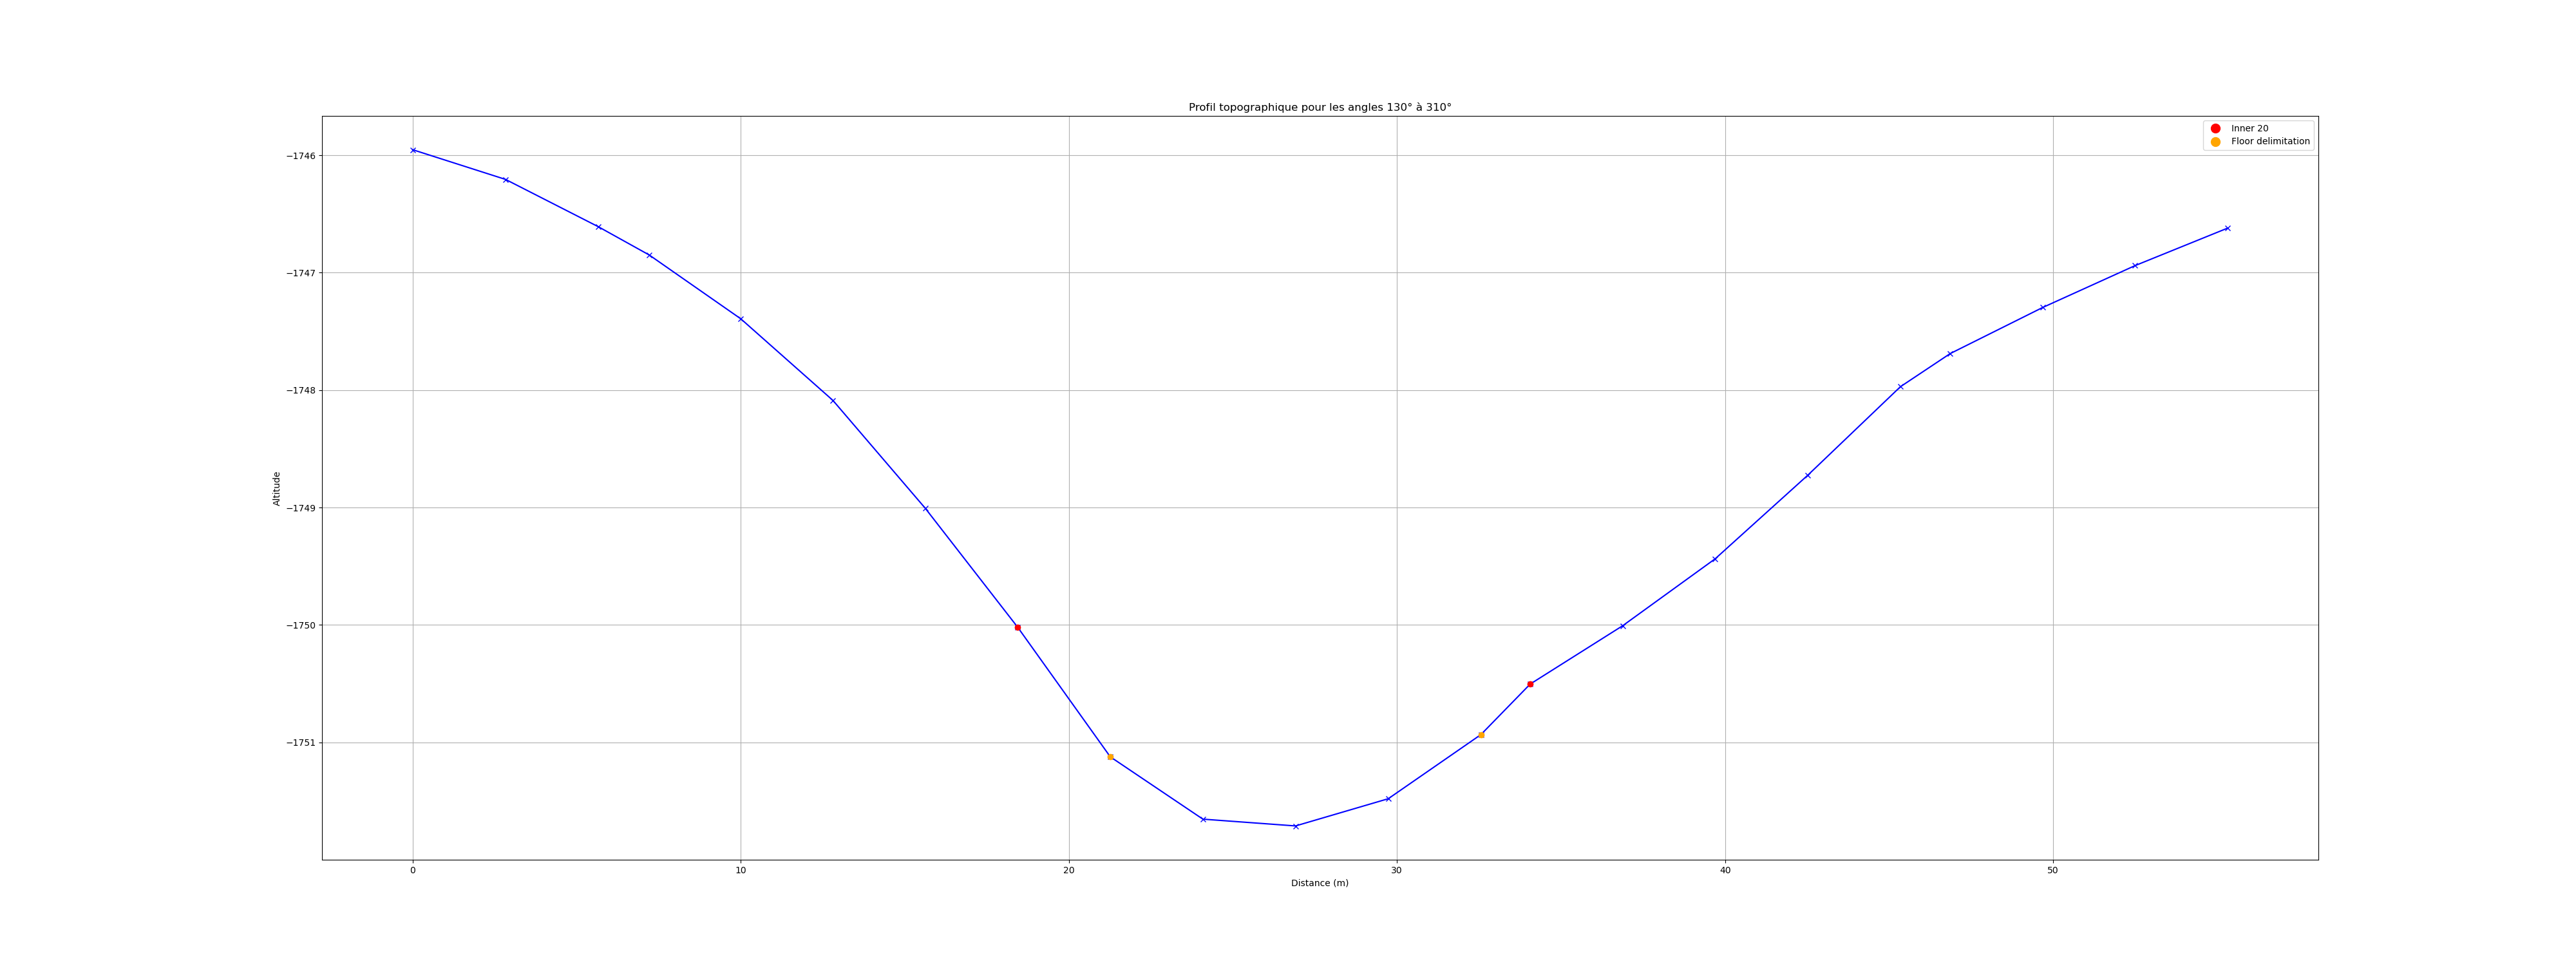 Profil topographique pour les angles 130° à 310°
Inner 20
Floor delimitation
Altitude
−1746
−1747
−1748
−1749
−1750
−1751
0 10 20 30 40 50
Distance (m)